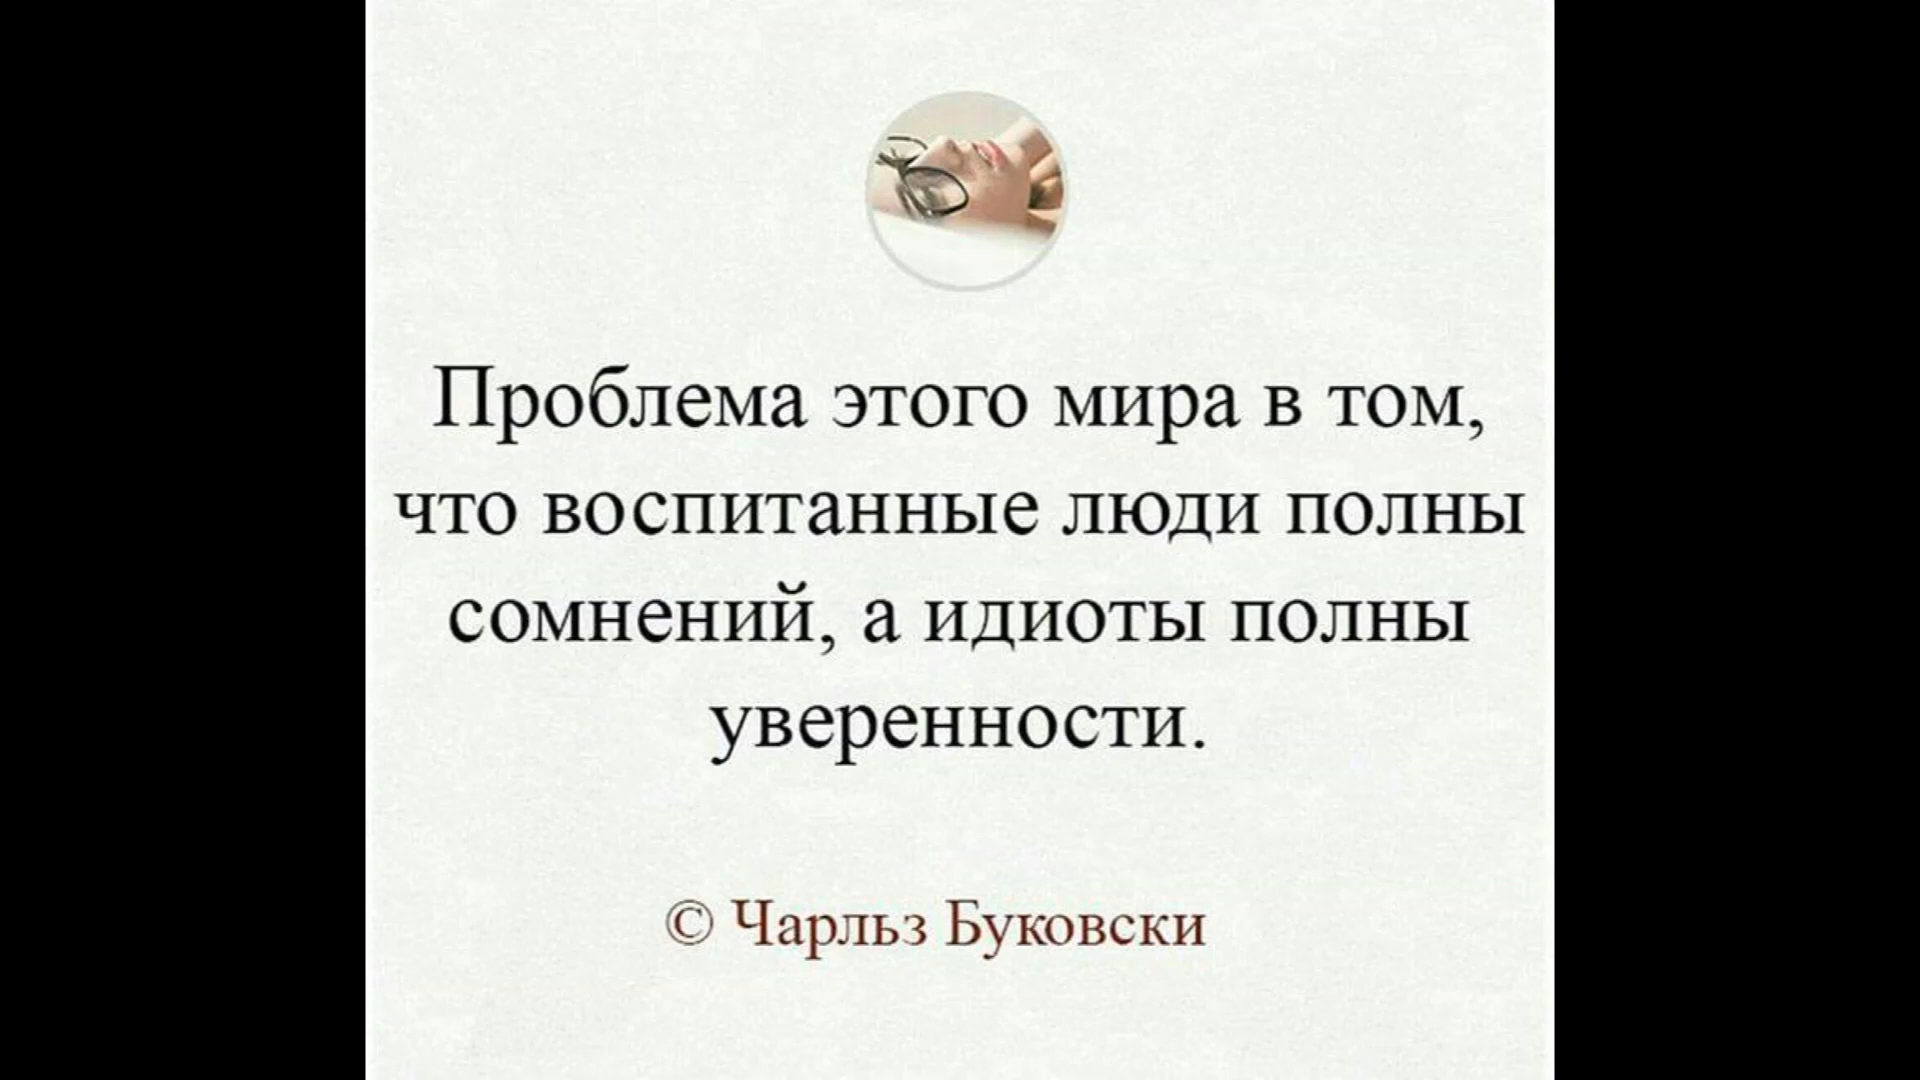 Проблема этого мира в том,
что воспитанные люди полны
сомнений, а идиоты полны
уверенности.
© Чарльз Буковски